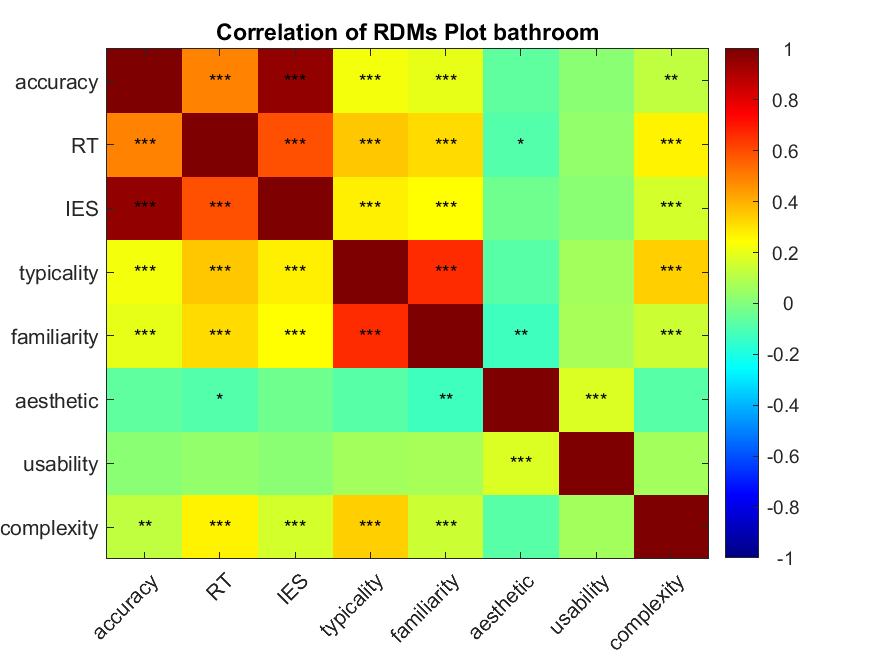 Correlation of RDMs Plot bathroom
accuracy *** *** *** *** **
RT *** *** *** *** * ***
IES *** *** *** *** ***
typicality *** *** *** *** ***
familiarity *** *** *** *** ** ***
aesthetic * ** ***
usability ***
complexity ** *** *** *** ***
accuracy RT IES typicality familiarity aesthetic usability complexity
1
0.8
0.6
0.4
0.2
0
-0.2
-0.4
-0.6
-0.8
-1